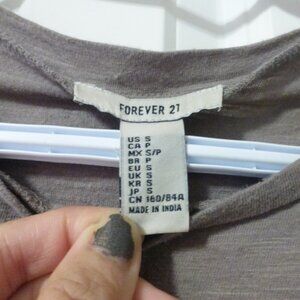 FOREVER 21
US S
CA P
MX S/P
BR P
EU S
UK S
KR S
JP S
CN 160/84A
MADE IN INDIA